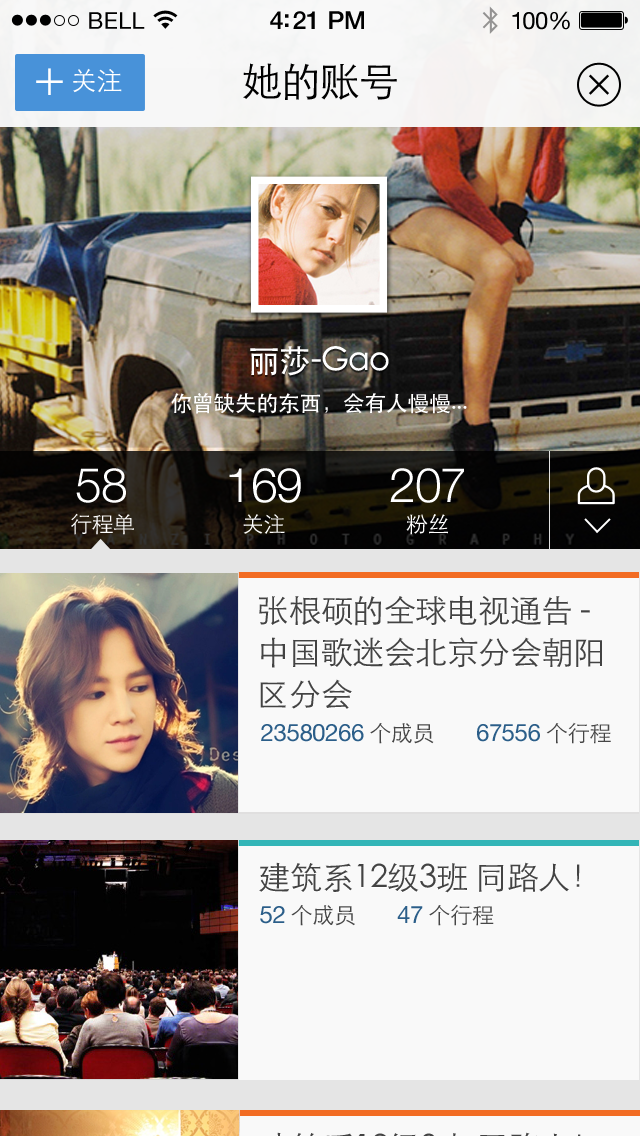 BELL
4:21 PM
100%
关注
她的账号
丽莎-Gao
你曾缺失的东西，会有人慢慢...
58
169
207
行程单
关注
粉丝
PHOTOGRAPHY
张根硕的全球电视通告 -
中国歌迷会北京分会朝阳
区分会
23580266 个成员
67556 个行程
Des
建筑系12级3班 同路人！
52 个成员
47 个行程